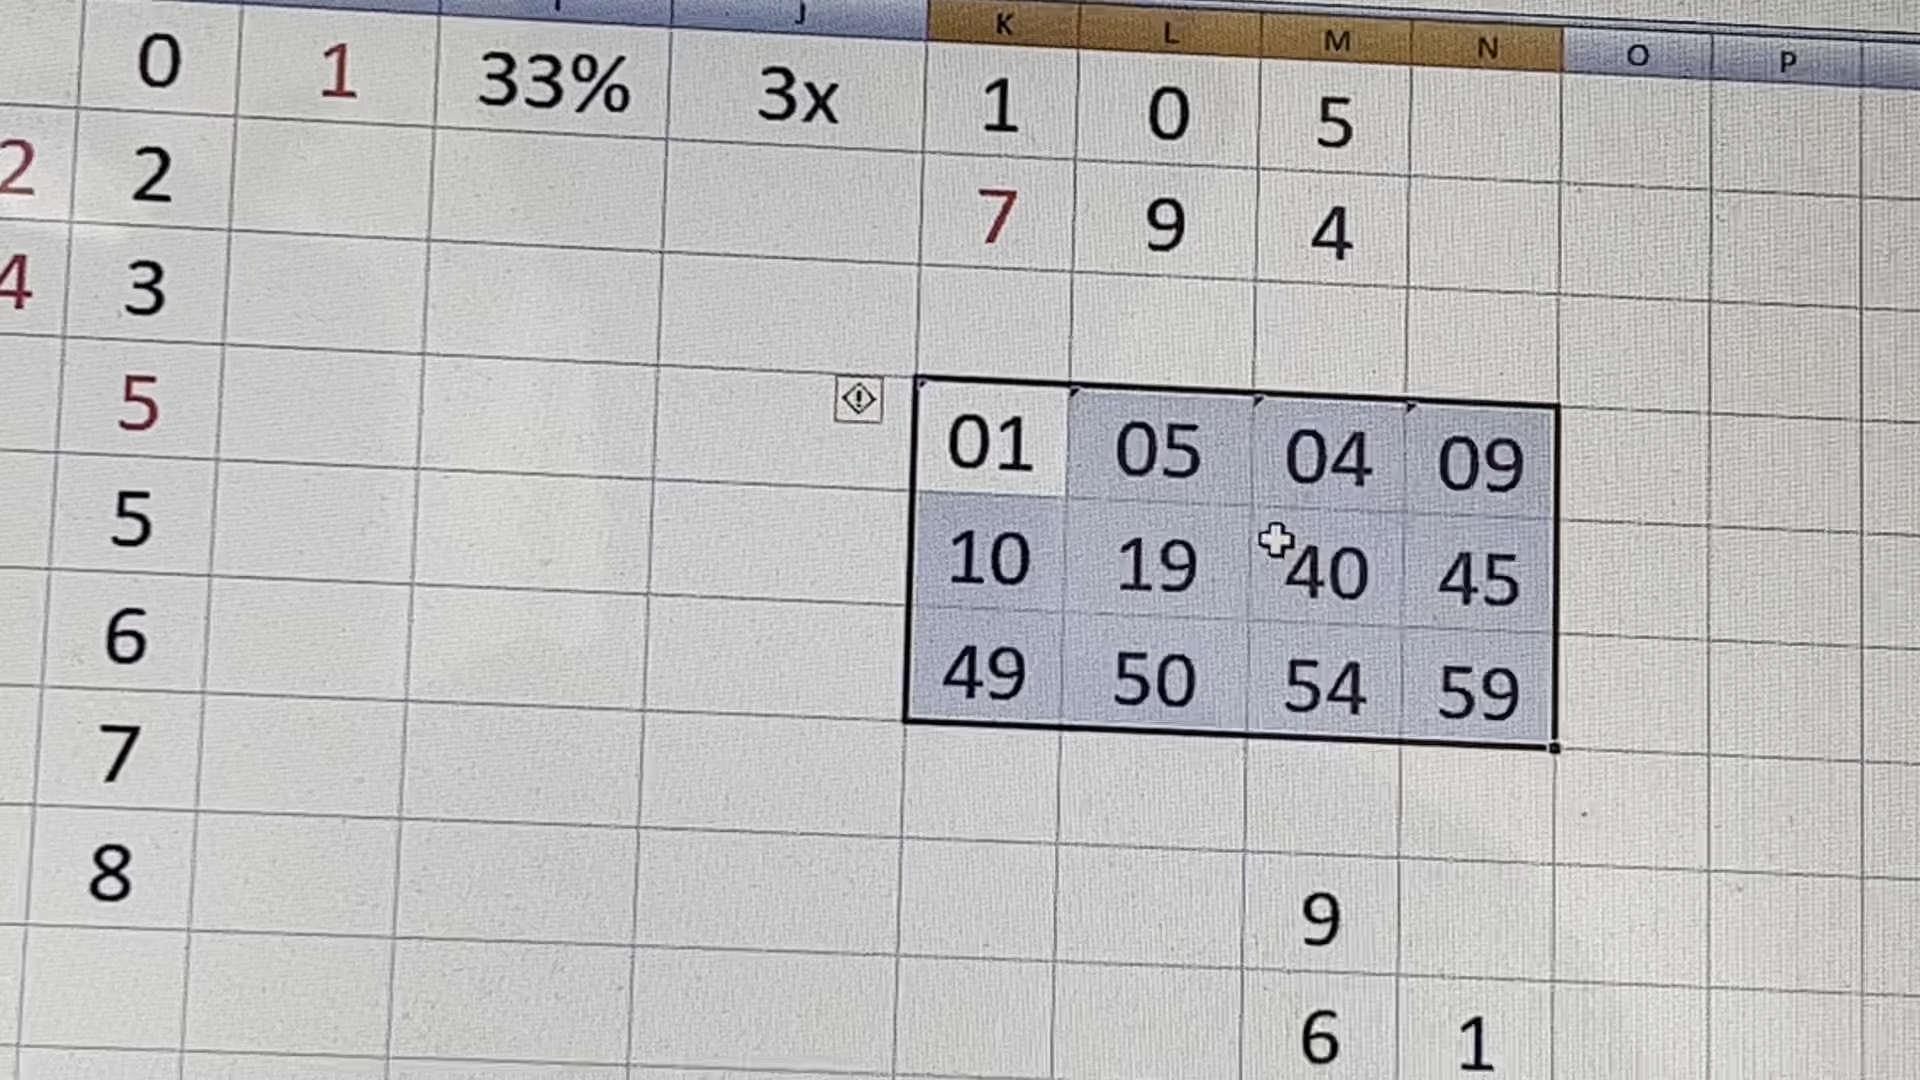 J K L M N O P
0 1 33% 3x 1 0 5
2 2 7 9 4
4 3
5 01 05 04 09
5 10 19 40 45
6 49 50 54 59
7
8 9
6 1